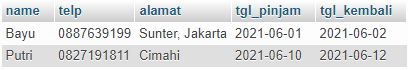 name telp alamat tgl_pinjam tgl_kembali
Bayu 0887639199 Sunter, Jakarta 2021-06-01 2021-06-02
Putri 0827191811 Cimahi 2021-06-10 2021-06-12